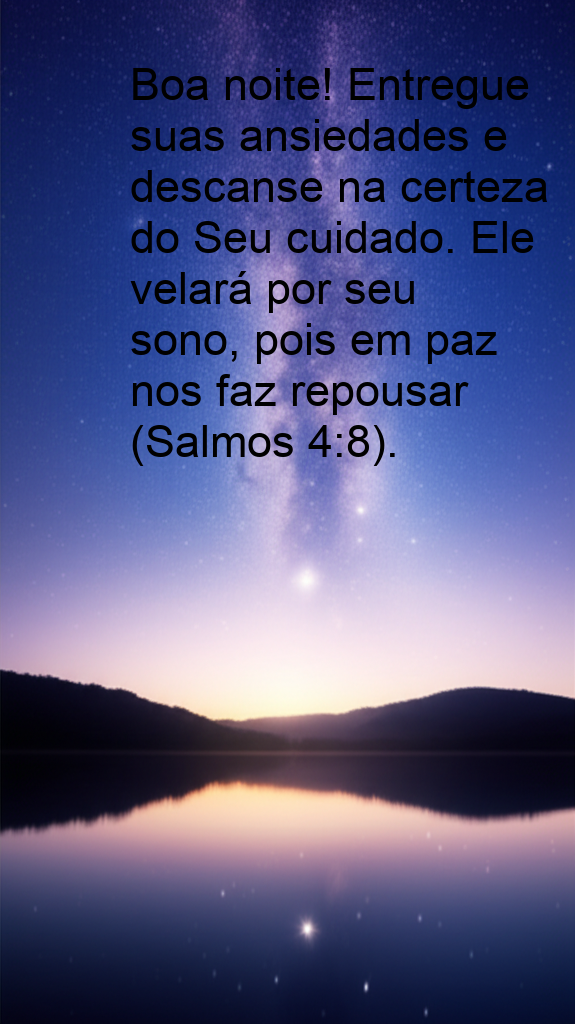 Boa noite! Entregue
suas ansiedades e
descanse na certeza
do Seu cuidado. Ele
velará por seu
sono, pois em paz
nos faz repousar
(Salmos 4:8).